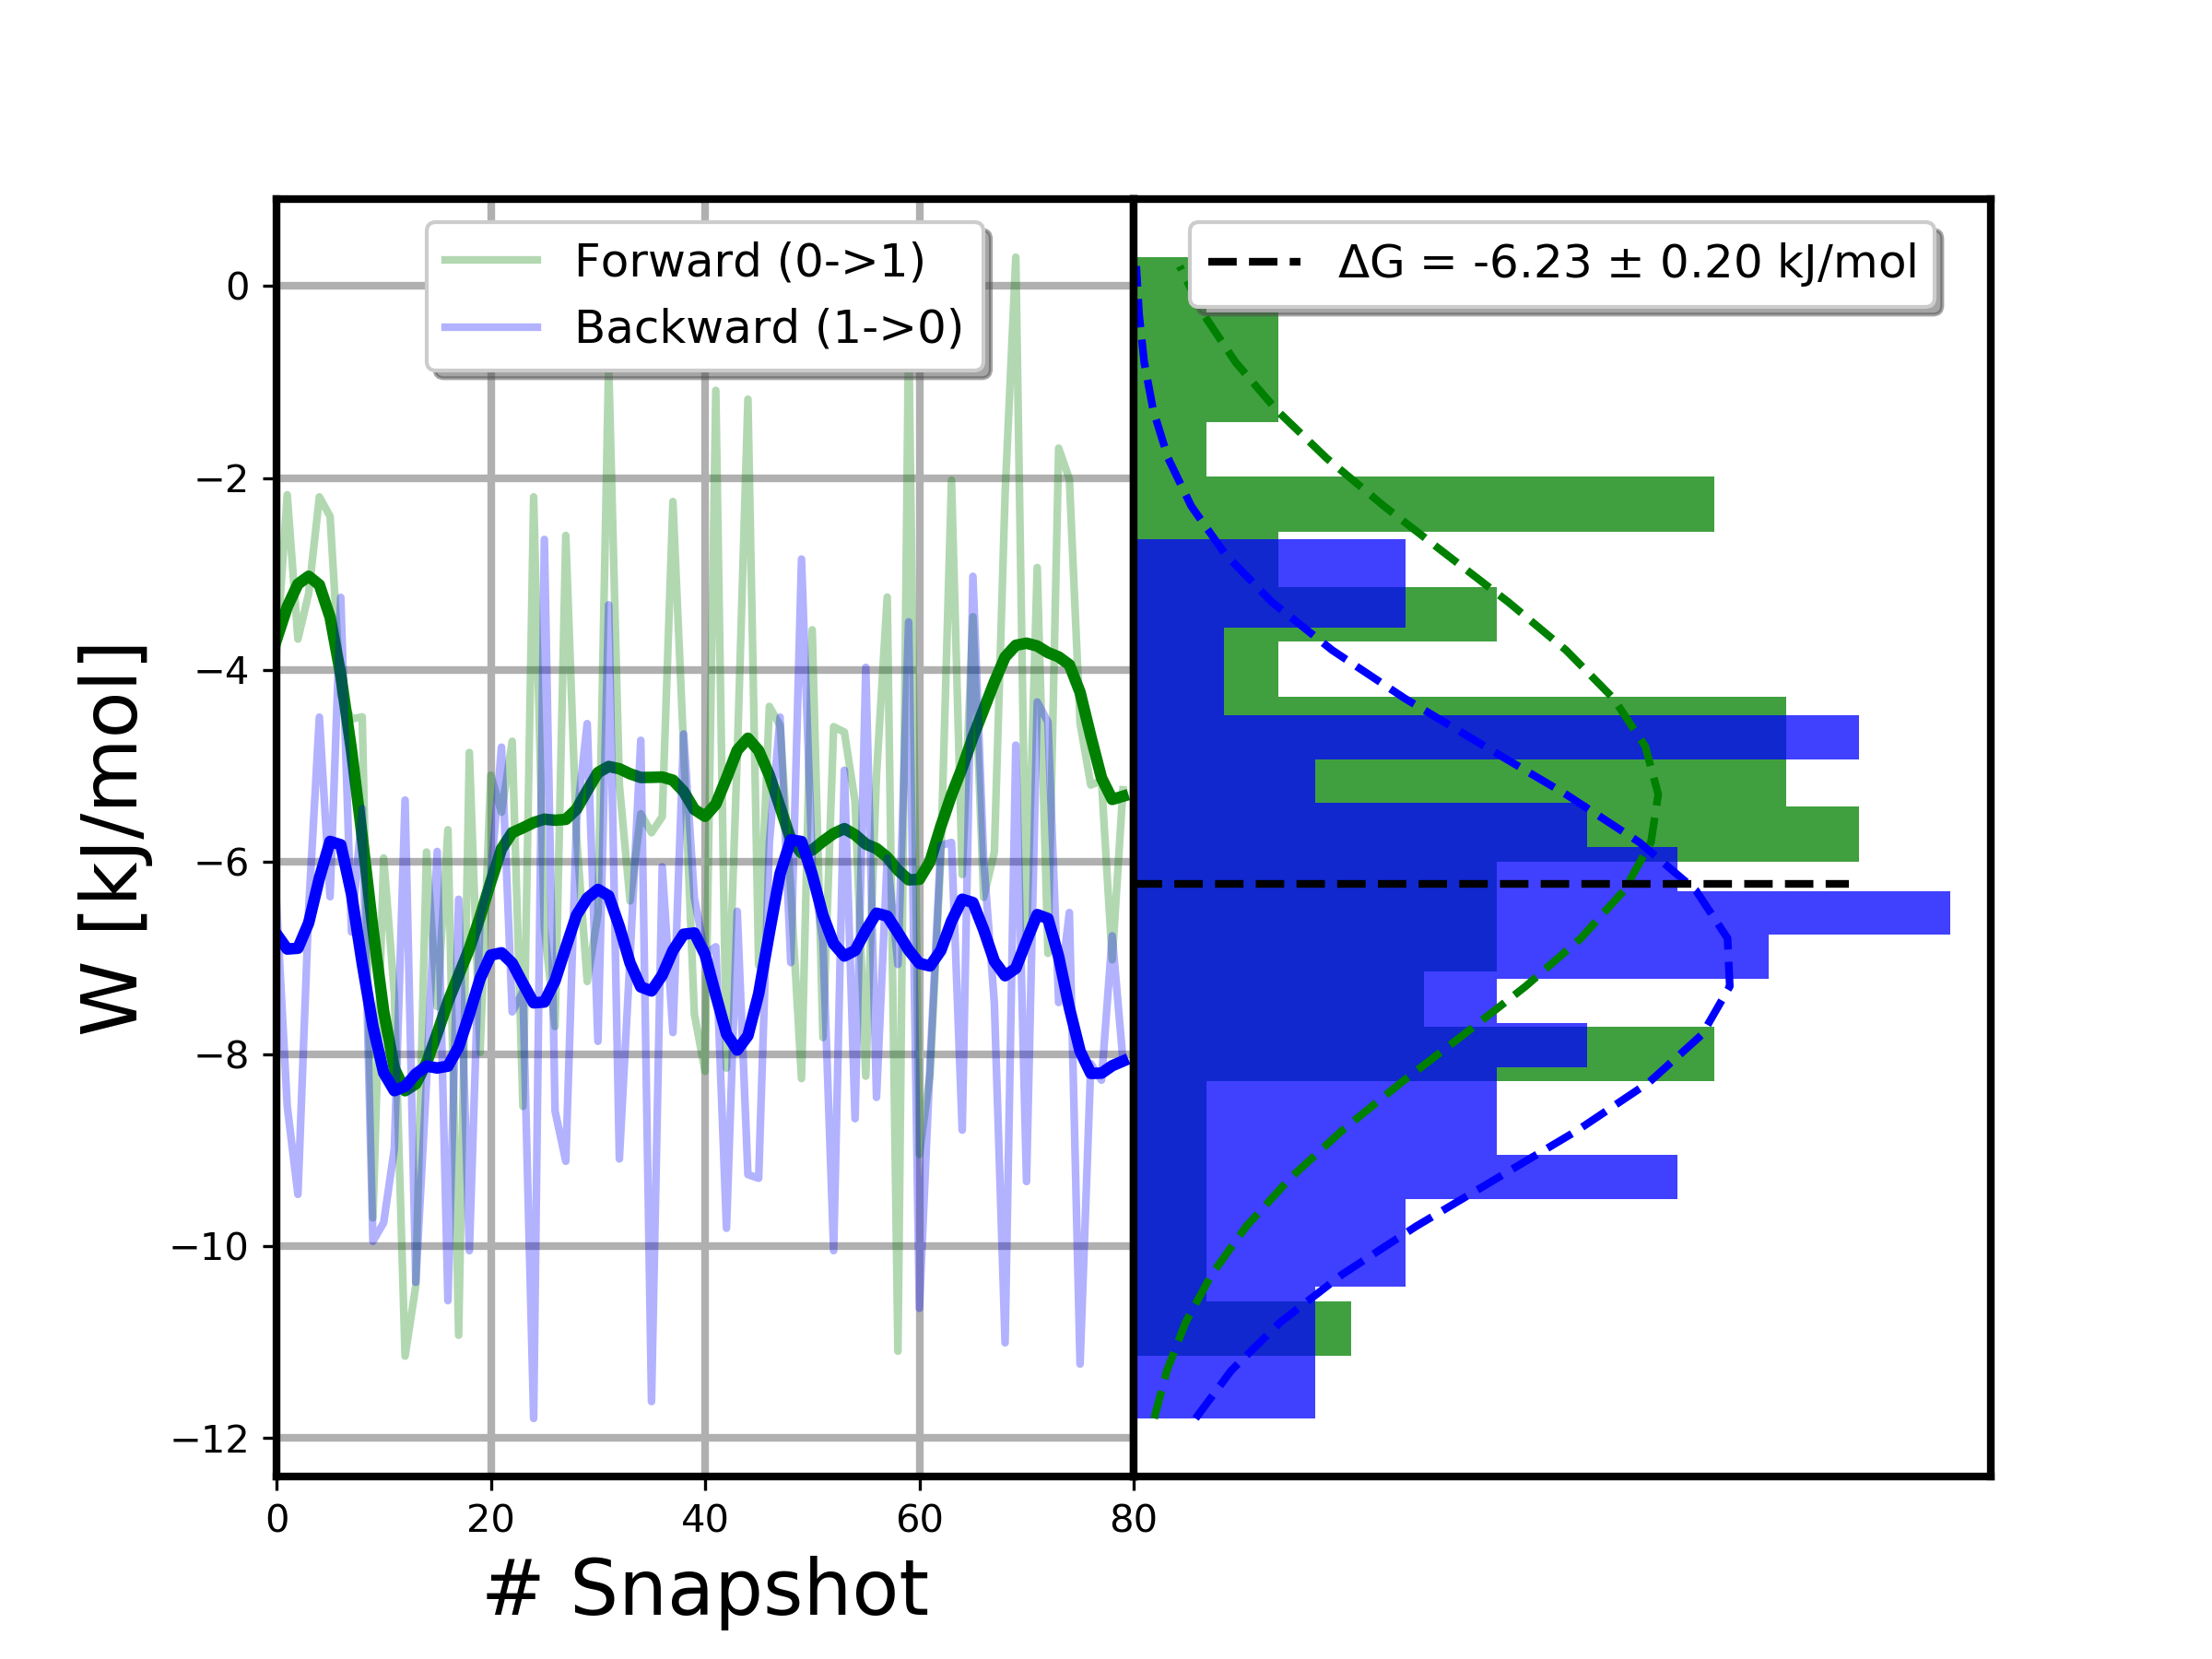 Forward (0->1)
Backward (1->0)
ΔG = -6.23 ± 0.20 kJ/mol
0
−2
−4
−6
−8
−10
−12
W [kJ/mol]
0 20 40 60 80
# Snapshot